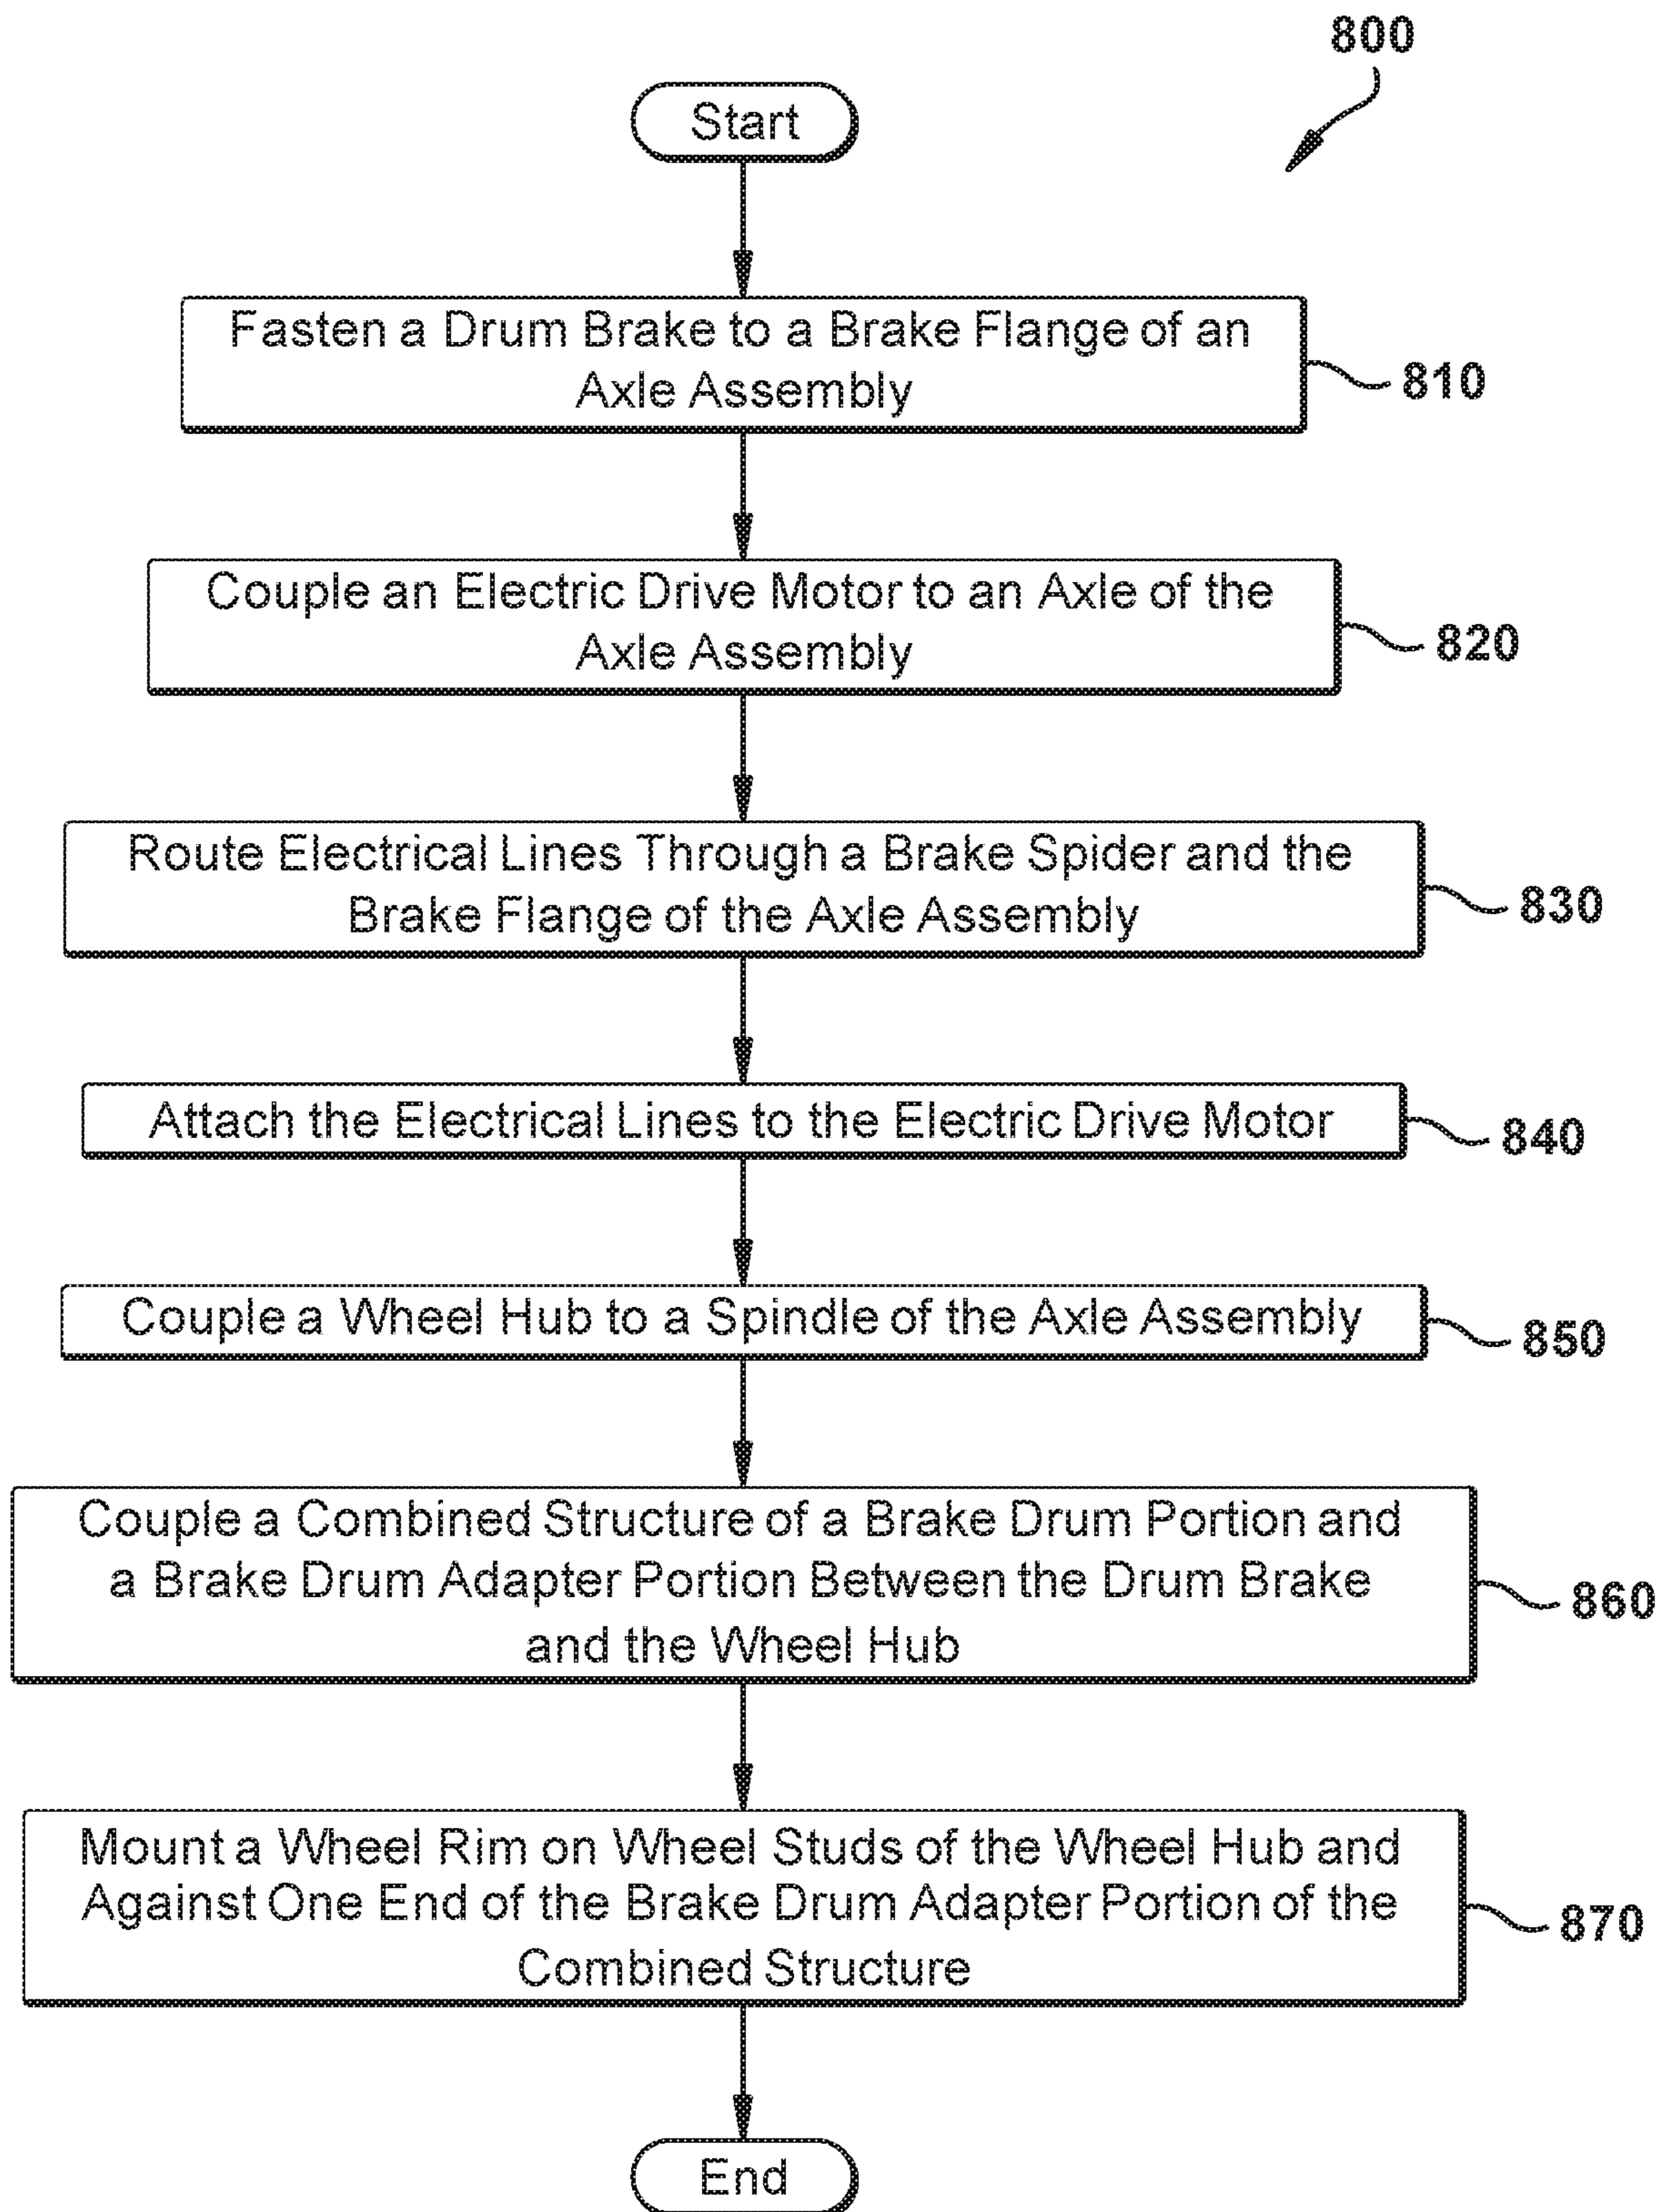 800
Start
Fasten a Drum Brake to a Brake Flange of an
Axle Assembly
810
Couple an Electric Drive Motor to an Axle of the
Axle Assembly
820
Route Electrical Lines Through a Brake Spider and the
Brake Flange of the Axle Assembly
830
Attach the Electrical Lines to the Electric Drive Motor
840
Couple a Wheel Hub to a Spindle of the Axle Assembly
850
Couple a Combined Structure of a Brake Drum Portion and
a Brake Drum Adapter Portion Between the Drum Brake
and the Wheel Hub
860
Mount a Wheel Rim on Wheel Studs of the Wheel Hub and
Against One End of the Brake Drum Adapter Portion of the
Combined Structure
870
End